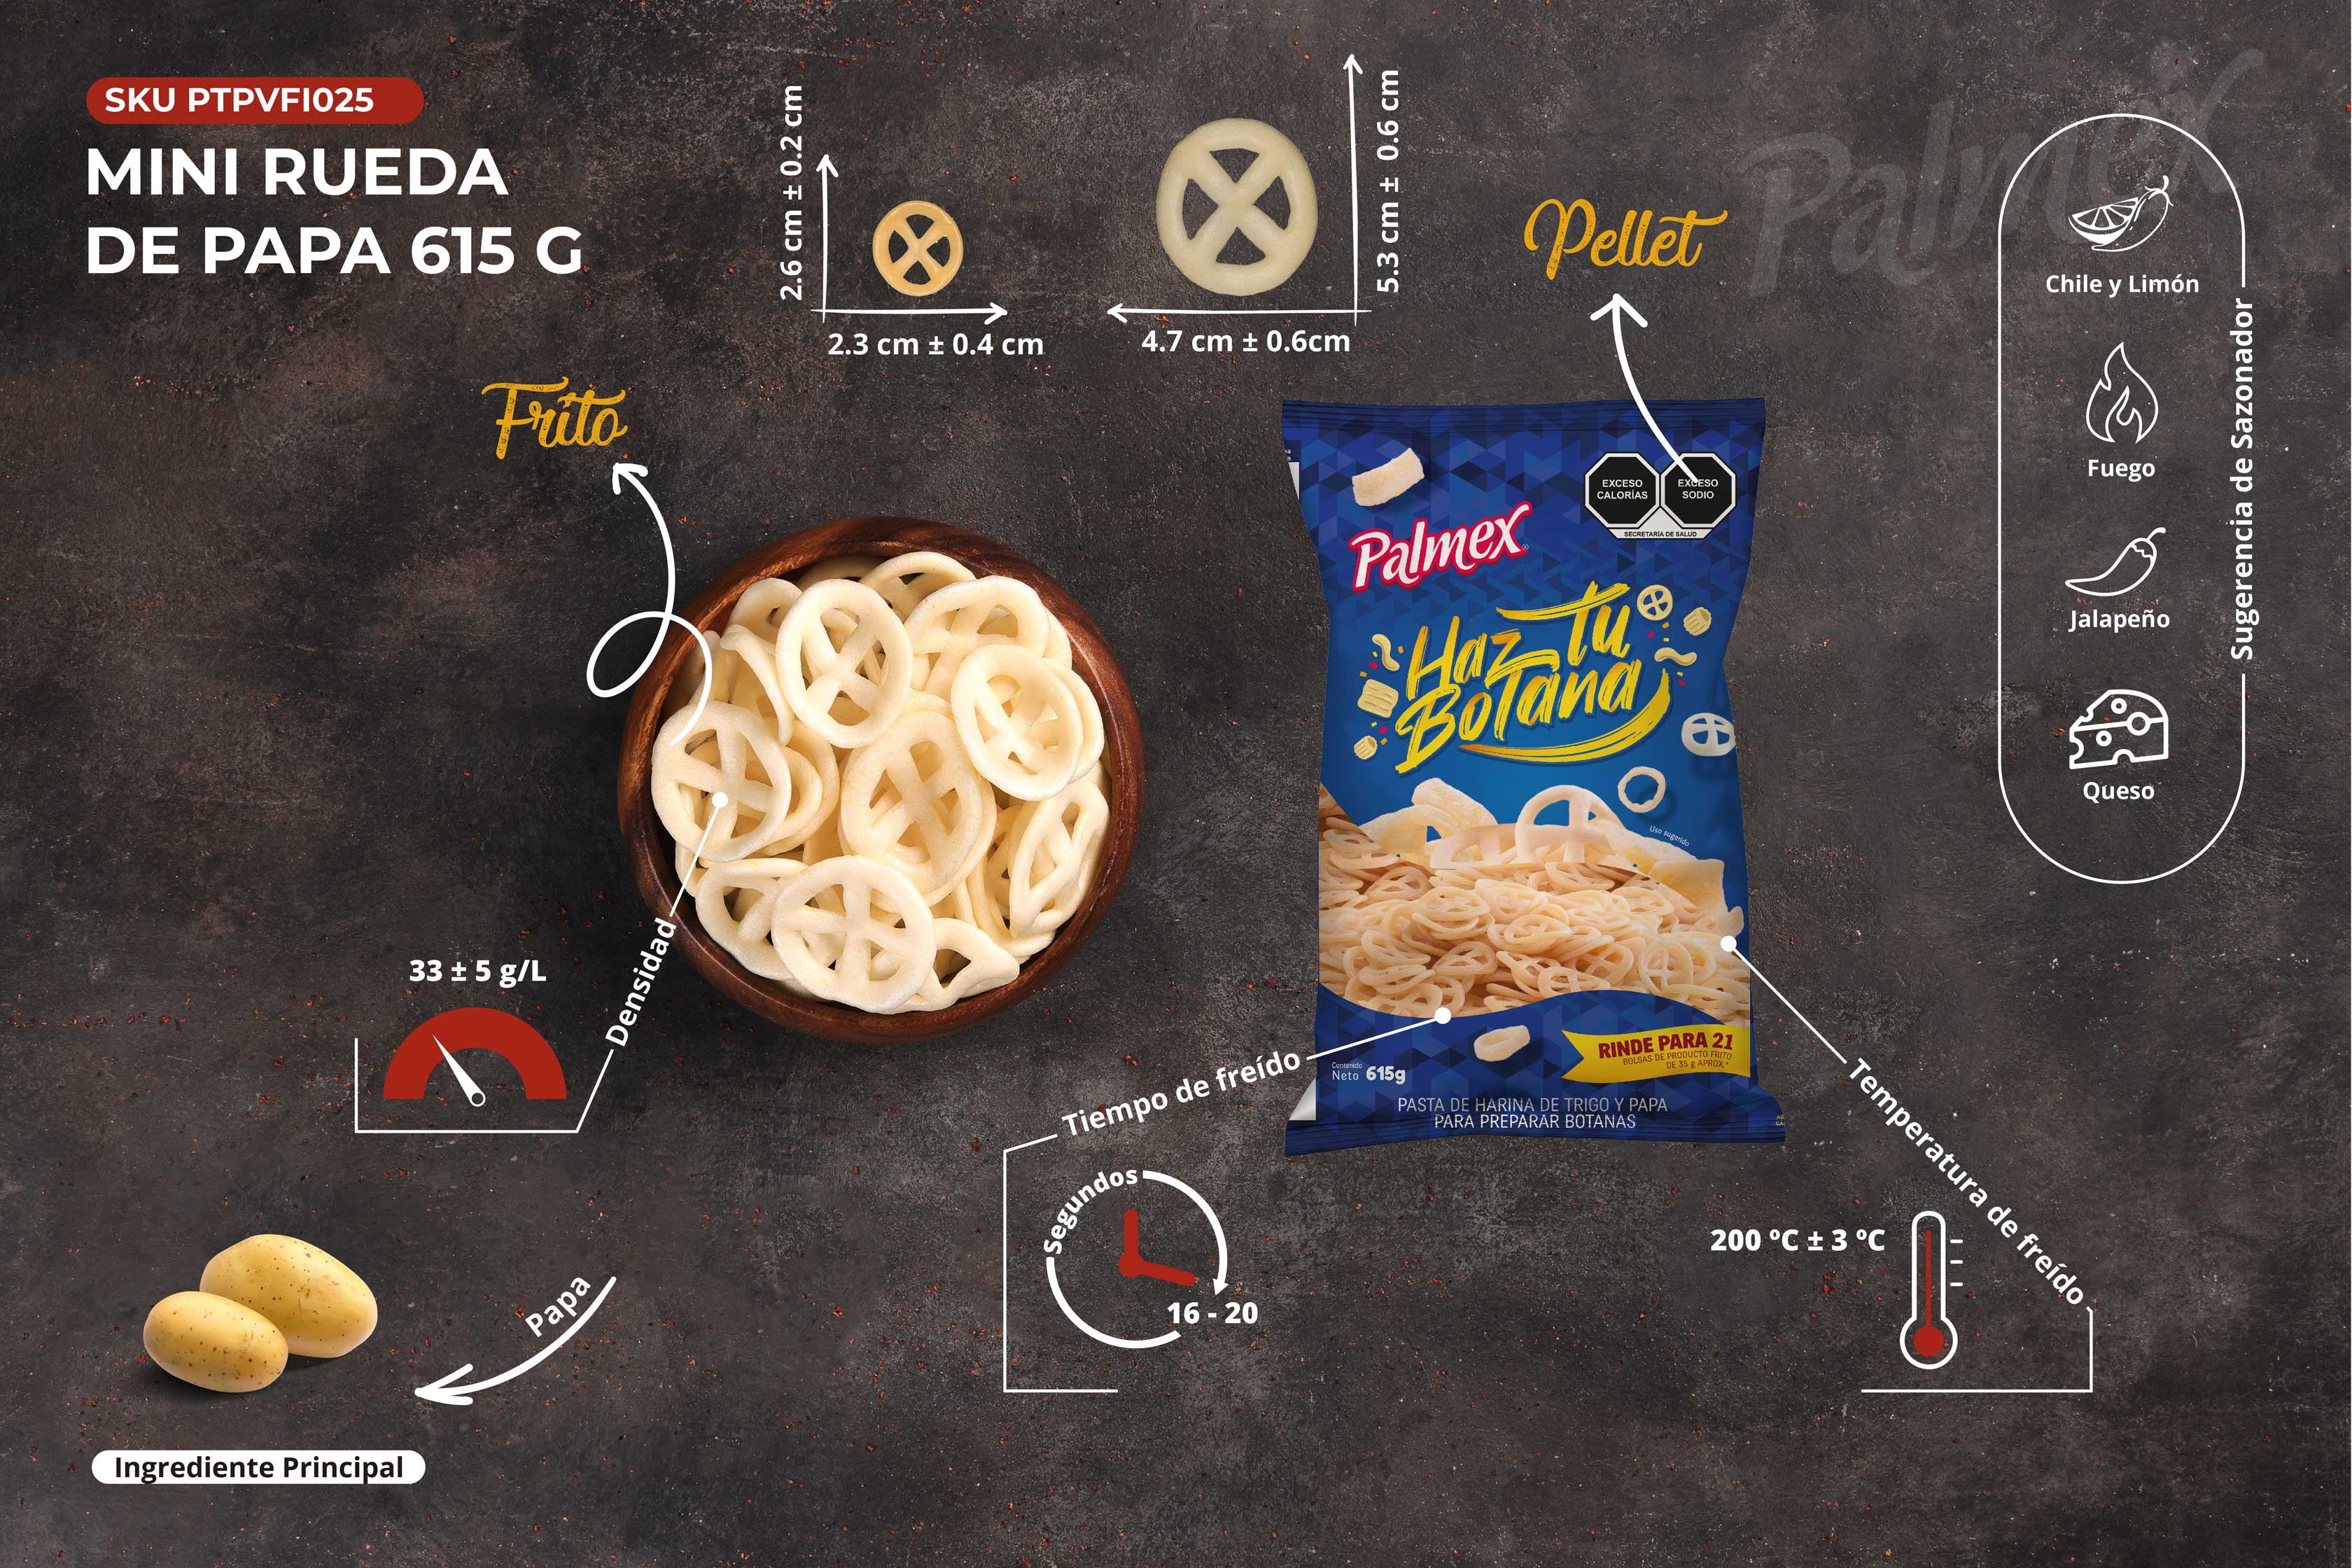 SKU PTPVFI025
MINI RUEDA
DE PAPA 615 G
2.6 cm ± 0.2 cm
2.3 cm ± 0.4 cm
5.3 cm ± 0.6 cm
4.7 cm ± 0.6cm
Palmex
Pellet
Frito
Chile y Limón
Fuego
Jalapeño
Queso
Sugerencia de Sazonador
EXCESO
CALORÍAS
EXCESO
SODIO
SECRETARÍA DE SALUD
Palmex
Haz Tu
Botana
Uso sugerido
RINDE PARA 21
BOLSAS DE PRODUCTO FRITO
DE 35 g APROX.*
Contenido
Neto 615g
PASTA DE HARINA DE TRIGO Y PAPA
PARA PREPARAR BOTANAS
33 ± 5 g/L
Densidad
Tiempo de freído
Segundos
16 - 20
Temperatura de freído
200 °C ± 3 °C
Papa
Ingrediente Principal